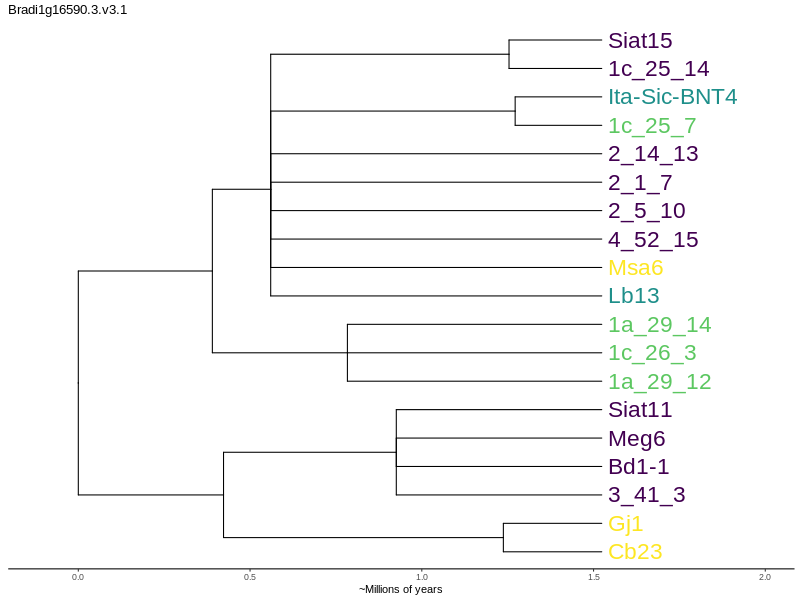 Bradi1g16590.3.v3.1
Siat15
1c_25_14
Ita-Sic-BNT4
1c_25_7
2_14_13
2_1_7
2_5_10
4_52_15
Msa6
Lb13
1a_29_14
1c_26_3
1a_29_12
Siat11
Meg6
Bd1-1
3_41_3
Gj1
Cb23
0.0 0.5 1.0 1.5 2.0
~Millions of years